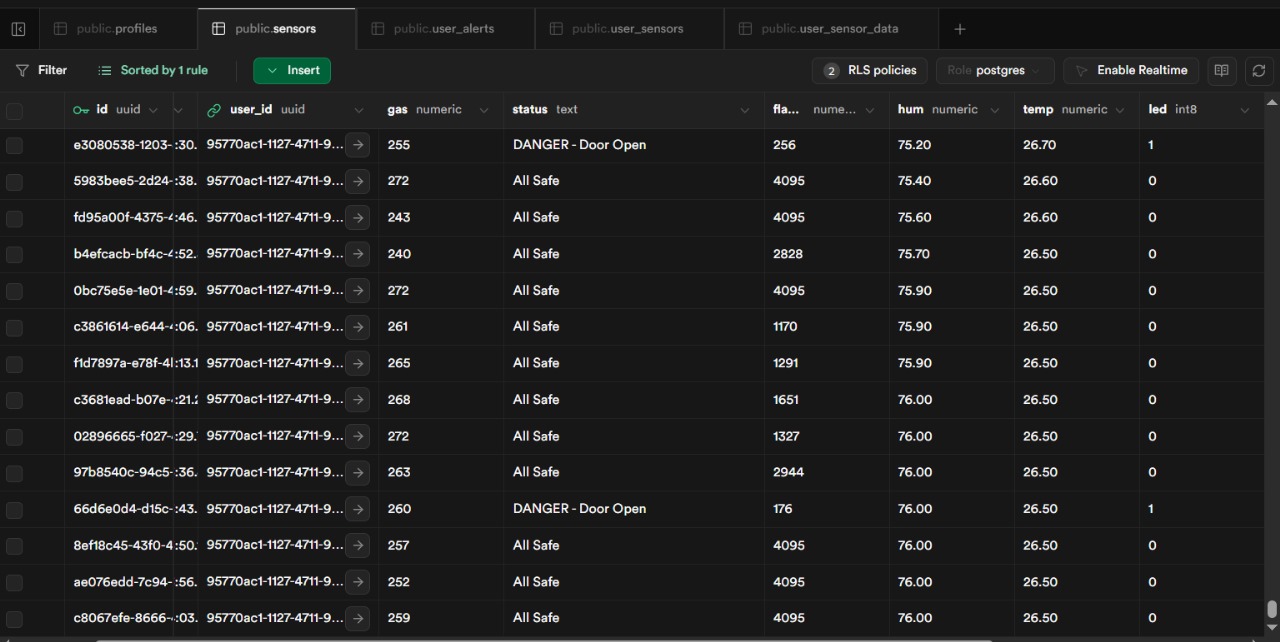 public.profiles public.sensors public.user_alerts public.user_sensors public.user_sensor_data
Filter Sorted by 1 rule Insert 2 RLS policies Role postgres Enable Realtime
id uuid user_id uuid gas numeric status text fla... nume... hum numeric temp numeric led int8
e3080538-1203- :30. 95770ac1-1127-4711-9... 255 DANGER - Door Open 256 75.20 26.70 1
5983bee5-2d24- :38. 95770ac1-1127-4711-9... 272 All Safe 4095 75.40 26.60 0
fd95a00f-4375-4 :46. 95770ac1-1127-4711-9... 243 All Safe 4095 75.60 26.60 0
b4efcacb-bf4c-4 :52. 95770ac1-1127-4711-9... 240 All Safe 2828 75.70 26.50 0
0bc75e5e-1e01-4 :59. 95770ac1-1127-4711-9... 272 All Safe 4095 75.90 26.50 0
c3861614-e644- :06. 95770ac1-1127-4711-9... 261 All Safe 1170 75.90 26.50 0
f1d7897a-e78f-4 :13.1 95770ac1-1127-4711-9... 265 All Safe 1291 75.90 26.50 0
c3681ead-b07e- :21.2 95770ac1-1127-4711-9... 268 All Safe 1651 76.00 26.50 0
02896665-f027- :29. 95770ac1-1127-4711-9... 272 All Safe 1327 76.00 26.50 0
97b8540c-94c5- :36. 95770ac1-1127-4711-9... 263 All Safe 2944 76.00 26.50 0
66d6e0d4-d15c- :43. 95770ac1-1127-4711-9... 260 DANGER - Door Open 176 76.00 26.50 1
8ef18c45-43f0-4 :50. 95770ac1-1127-4711-9... 257 All Safe 4095 76.00 26.50 0
ae076edd-7c94- :56. 95770ac1-1127-4711-9... 252 All Safe 4095 76.00 26.50 0
c8067efe-8666- :03. 95770ac1-1127-4711-9... 259 All Safe 4095 76.00 26.50 0